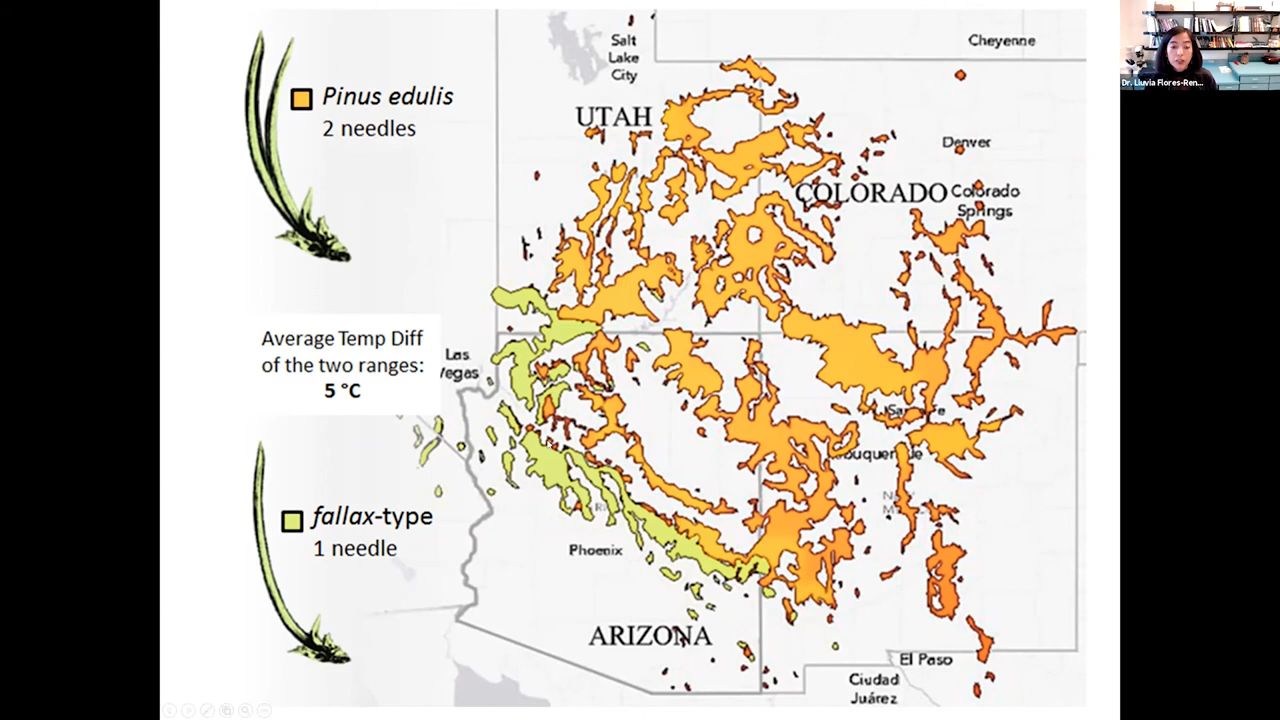 Pinus edulis
2 needles
Average Temp Diff
of the two ranges:
5 °C
fallax-type
1 needle
Salt
Lake
City
Cheyenne
UTAH
Denver
COLORADO
Colorado
Springs
Las
Vegas
Phoenix
ARIZONA
El Paso
Ciudad
Juárez
Dr. Lluvia Flores-Ren...